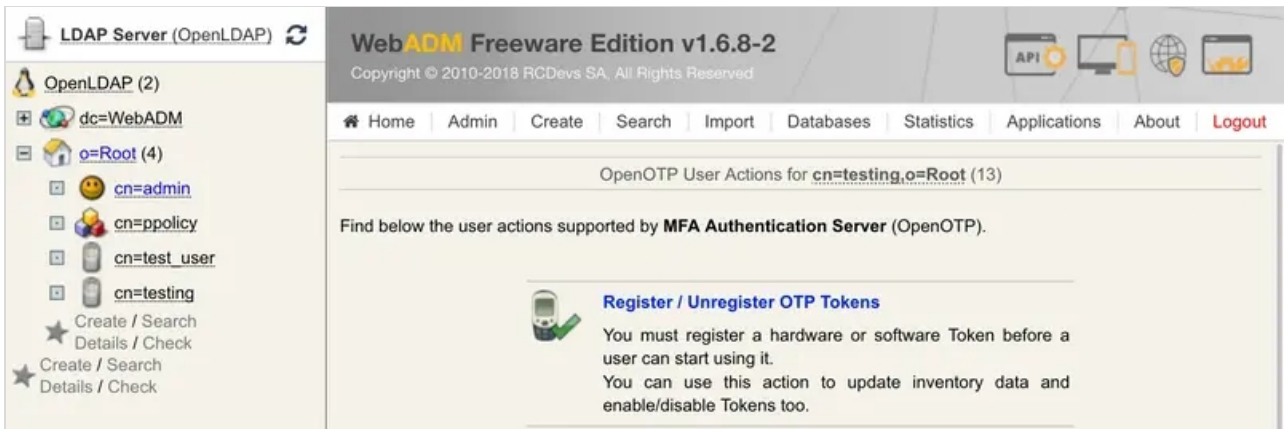 LDAP Server (OpenLDAP)
OpenLDAP (2)
dc=WebADM
o=Root (4)
cn=admin
cn=ppolicy
cn=test_user
cn=testing
Create / Search
Details / Check
Create / Search
Details / Check
WebADM Freeware Edition v1.6.8-2
Copyright © 2010-2018 RCDevs SA, All Rights Reserved
API
Home Admin Create Search Import Databases Statistics Applications About Logout
OpenOTP User Actions for cn=testing,o=Root (13)
Find below the user actions supported by MFA Authentication Server (OpenOTP).
Register / Unregister OTP Tokens
You must register a hardware or software Token before a
user can start using it.
You can use this action to update inventory data and
enable/disable Tokens too.